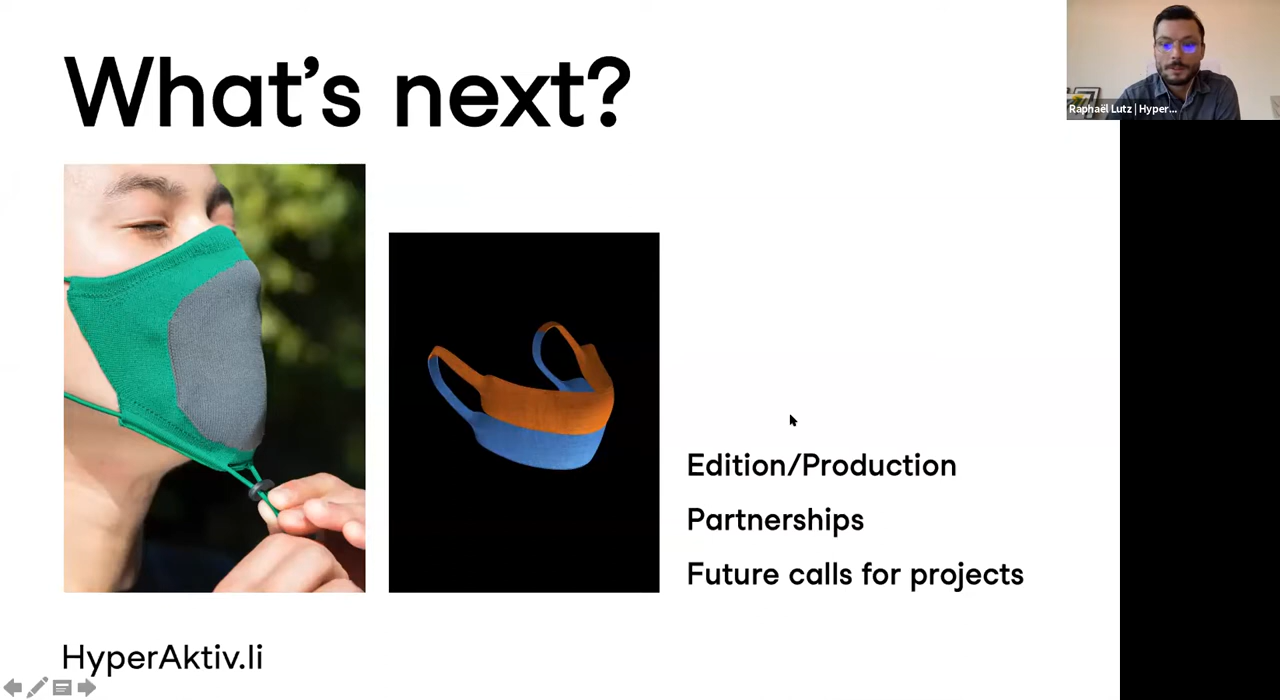 What’s next?
Raphaël Lutz | Hyper...
Edition/Production
Partnerships
Future calls for projects
HyperAktiv.li